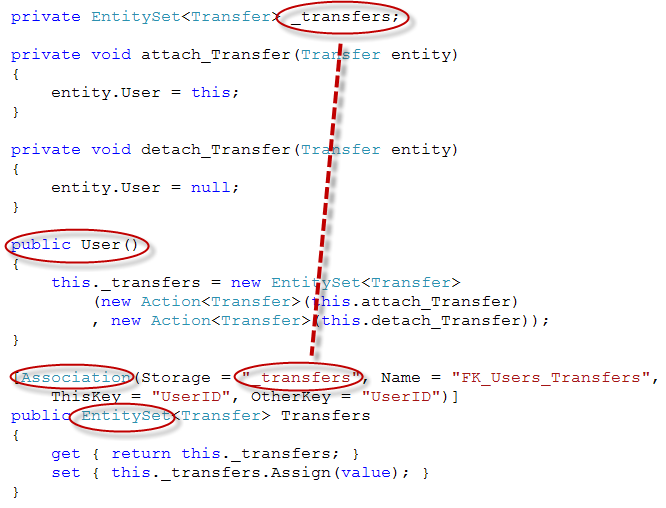 private EntitySet<Transfer> _transfers;
private void attach_Transfer(Transfer entity)
{
entity.User = this;
}
private void detach_Transfer(Transfer entity)
{
entity.User = null;
}
public User()
{
this._transfers = new EntitySet<Transfer>
(new Action<Transfer>(this.attach_Transfer)
, new Action<Transfer>(this.detach_Transfer));
}
[Association(Storage = "_transfers", Name = "FK_Users_Transfers",
ThisKey = "UserID", OtherKey = "UserID")]
public EntitySet<Transfer> Transfers
{
get { return this._transfers; }
set { this._transfers.Assign(value); }
}